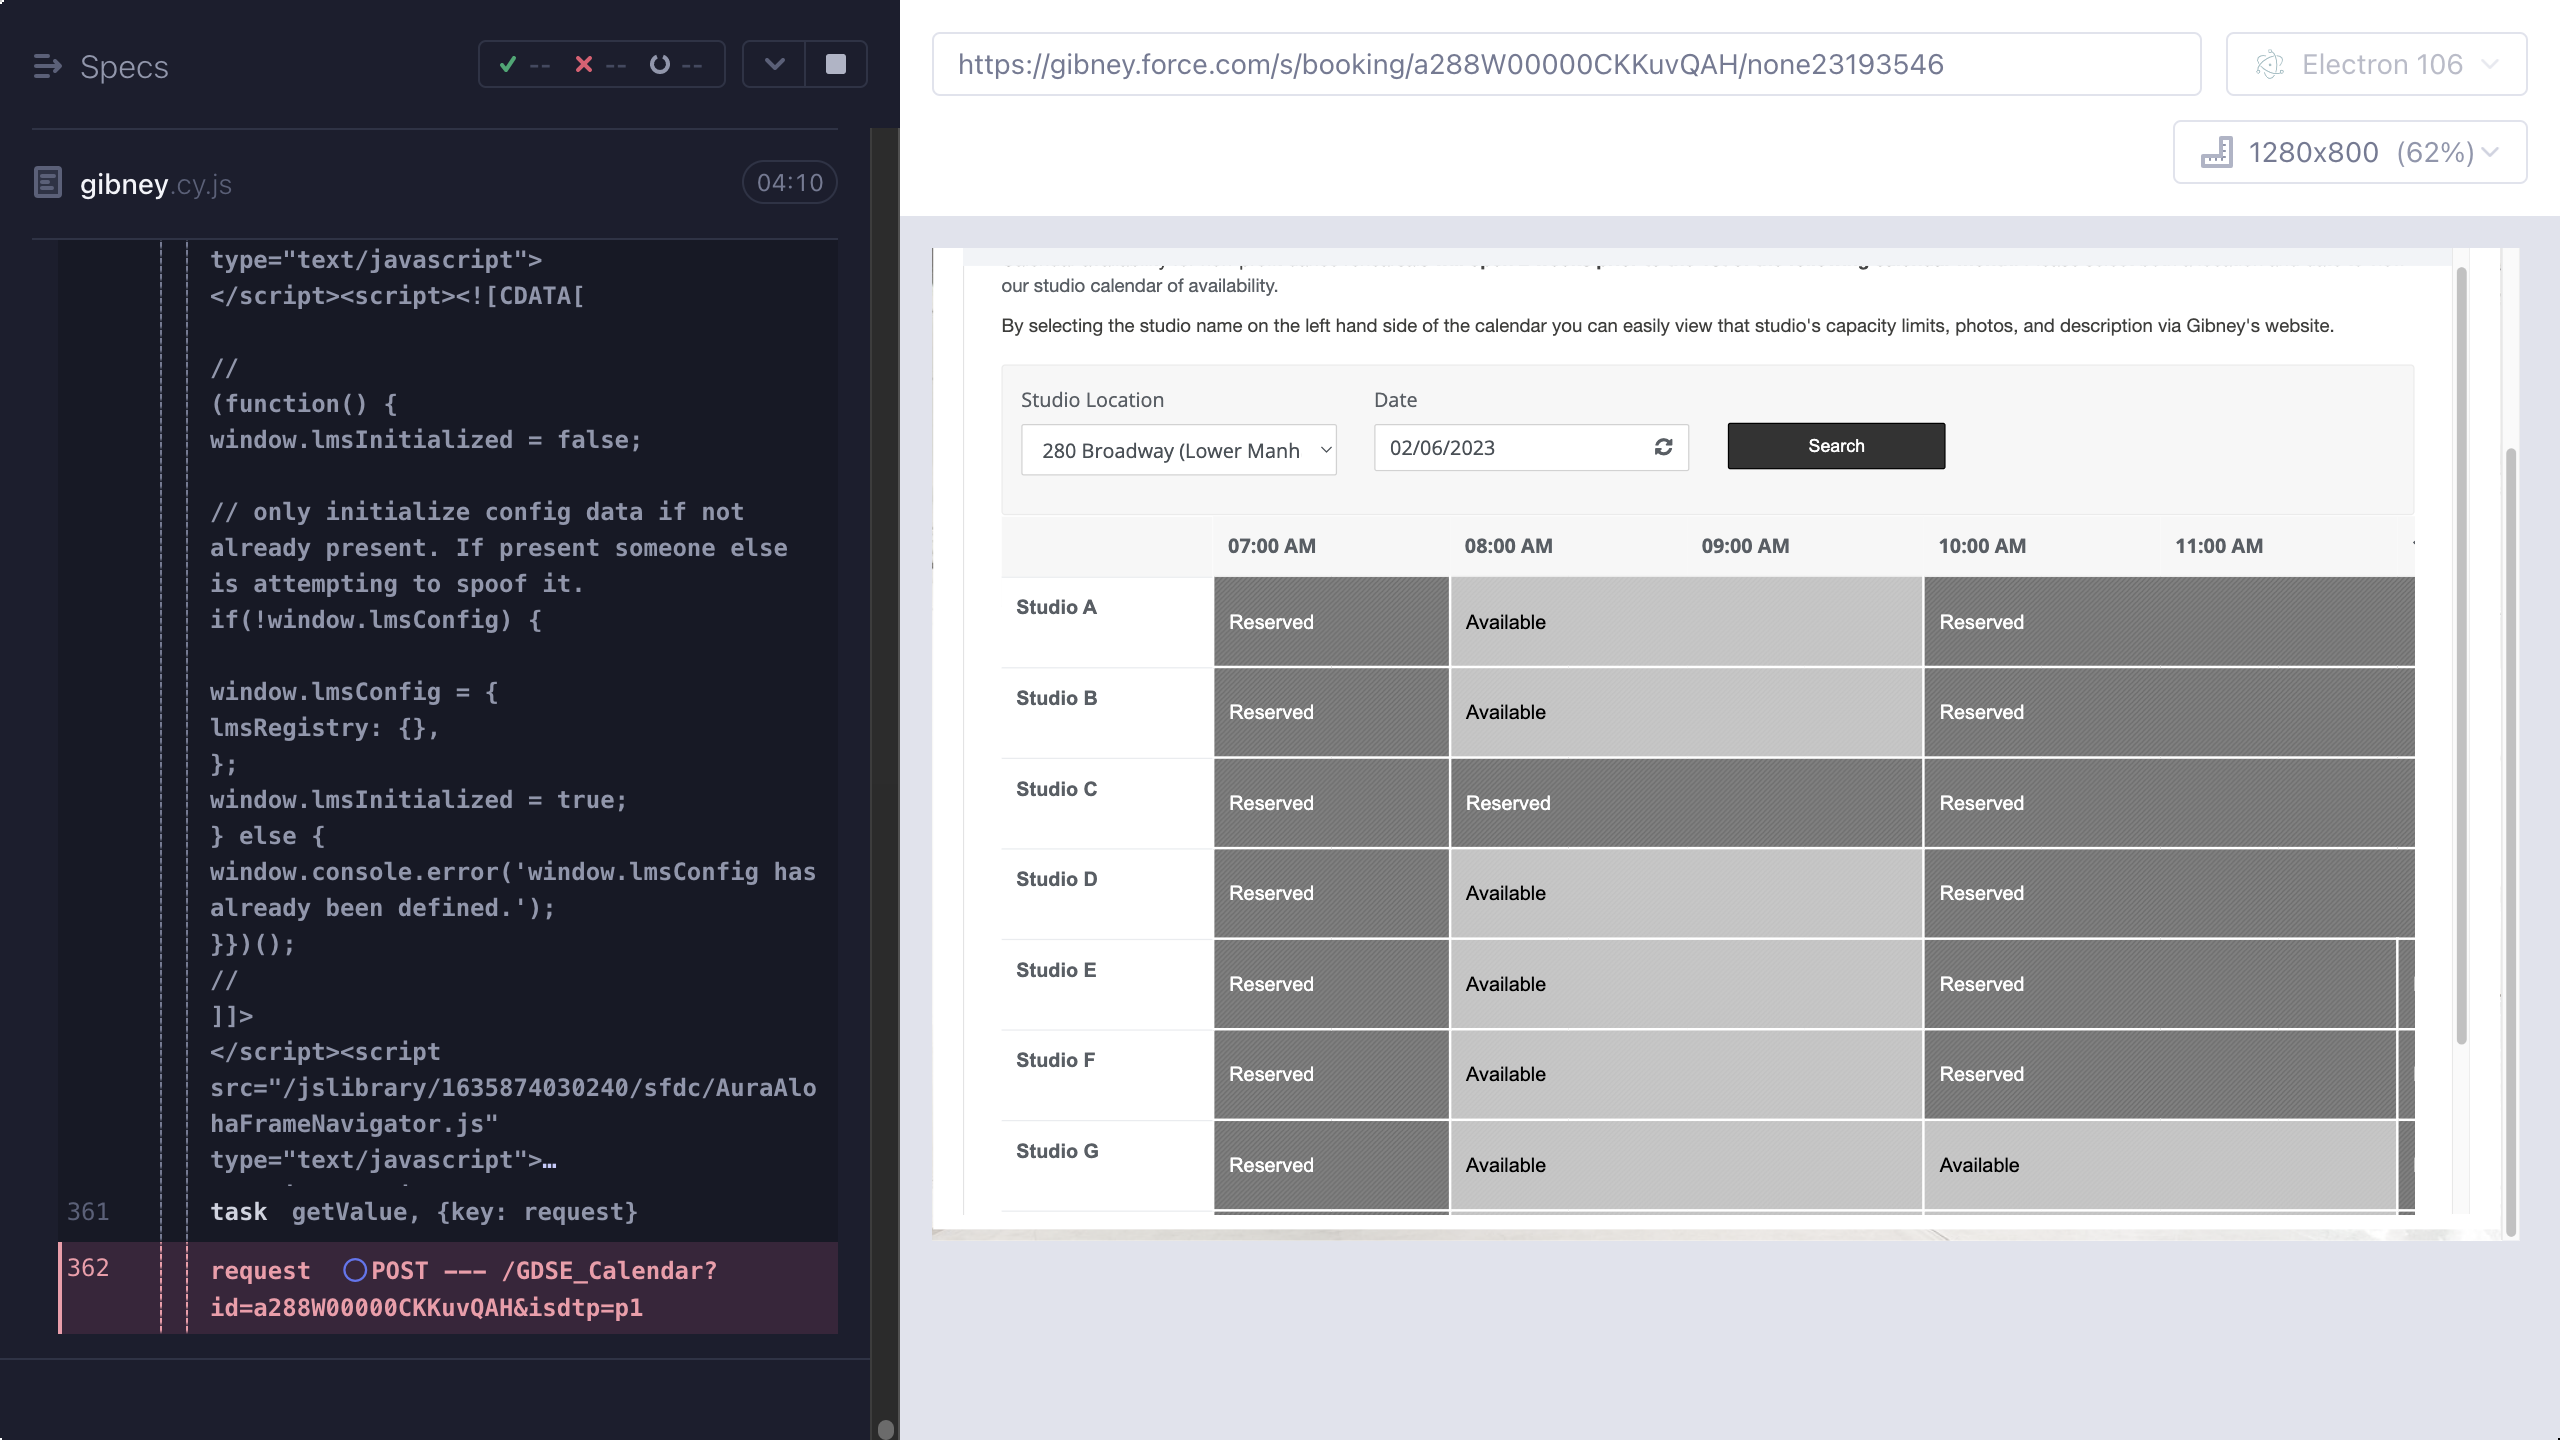 Specs
--
--
--
gibney.cy.js
04:10
type="text/javascript">
</script><script><![CDATA[
//
(function() {
window.lmsInitialized = false;
// only initialize config data if not
already present. If present someone else
is attempting to spoof it.
if(!window.lmsConfig) {
window.lmsConfig = {
lmsRegistry: {},
};
window.lmsInitialized = true;
} else {
window.console.error('window.lmsConfig has
already been defined.');
}})();
//
]]>
</script><script
src="/jslibrary/1635874030240/sfdc/AuraAlo
haFrameNavigator.js"
type="text/javascript">…
361 task getValue, {key: request}
362 request POST --- /GDSE_Calendar?
id=a288W00000CKKuvQAH&isdtp=p1
https://gibney.force.com/s/booking/a288W00000CKKuvQAH/none23193546
Electron 106
1280x800 (62%)
our studio calendar of availability.
By selecting the studio name on the left hand side of the calendar you can easily view that studio's capacity limits, photos, and description via Gibney's website.
Studio Location
Date
280 Broadway (Lower Manh
02/06/2023
Search
07:00 AM 08:00 AM 09:00 AM 10:00 AM 11:00 AM
Studio A Reserved Available Reserved
Studio B Reserved Available Reserved
Studio C Reserved Reserved Reserved
Studio D Reserved Available Reserved
Studio E Reserved Available Reserved
Studio F Reserved Available Reserved
Studio G Reserved Available Available